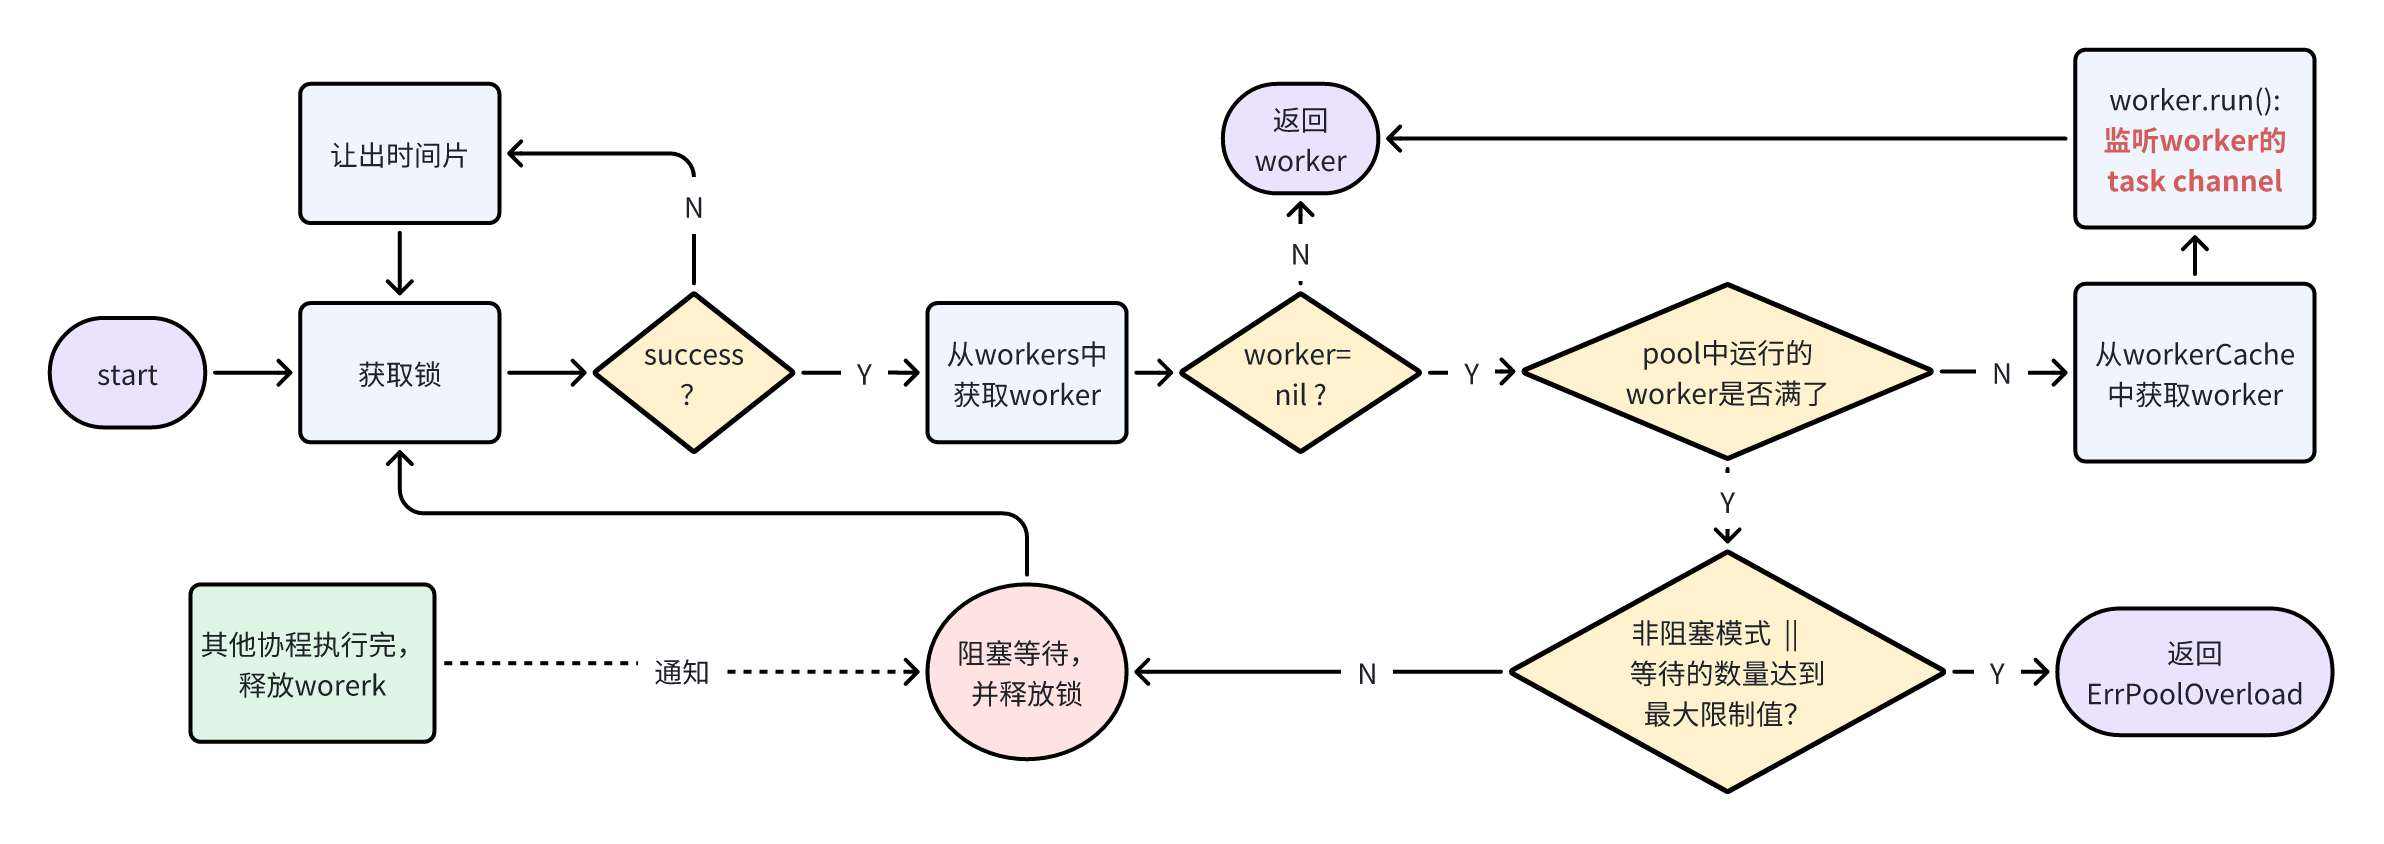 让出时间片
N
start
获取锁
success
?
Y
从workers中
获取worker
worker=
nil ?
N
返回
worker
Y
pool中运行的
worker是否满了
N
从workerCache
中获取worker
worker.run():
监听worker的
task channel
Y
非阻塞模式 ||
等待的数量达到
最大限制值?
Y
返回
ErrPoolOverload
N
阻塞等待，
并释放锁
通知
其他协程执行完，
释放worerk